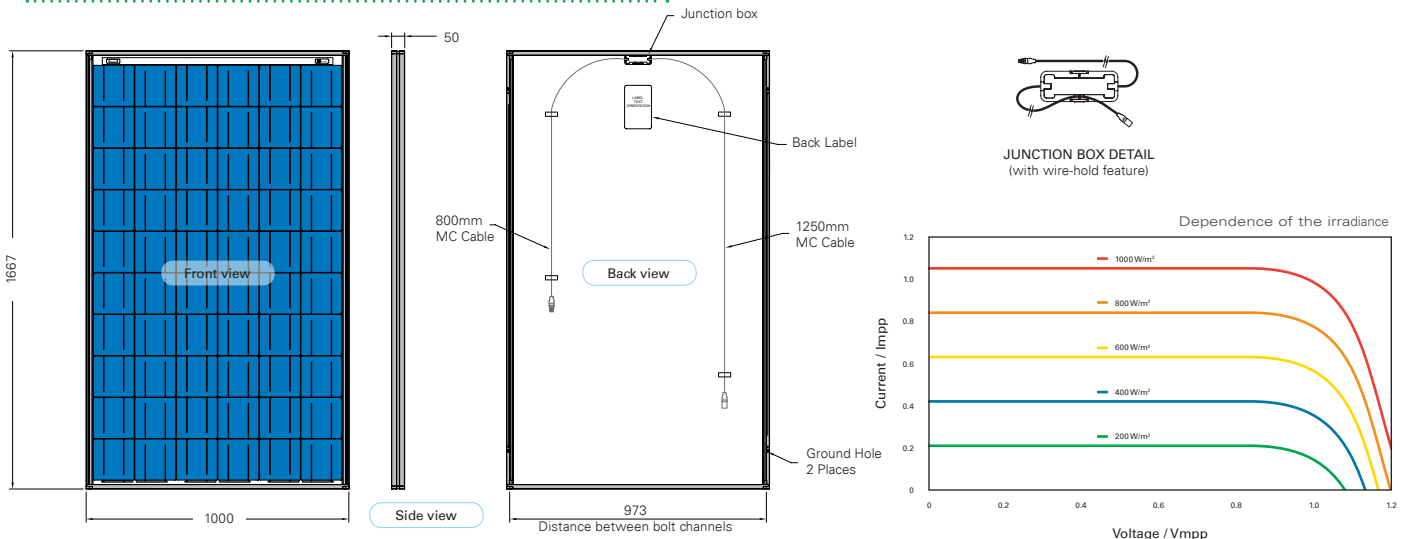 Junction box
50
LABEL
TEXT
ORIENTATION
Back Label
800mm
MC Cable
1250mm
MC Cable
1667
Front view
Back view
Ground Hole
2 Places
1000
Side view
973
Distance between bolt channels
JUNCTION BOX DETAIL
(with wire-hold feature)
Dependence of the irradiance
1.2
1.0
0.8
0.6
0.4
0.2
0
Current / Impp
1000 W/m²
800 W/m²
600 W/m²
400 W/m²
200 W/m²
0 0.2 0.4 0.6 0.8 1.0 1.2
Voltage / Vmpp